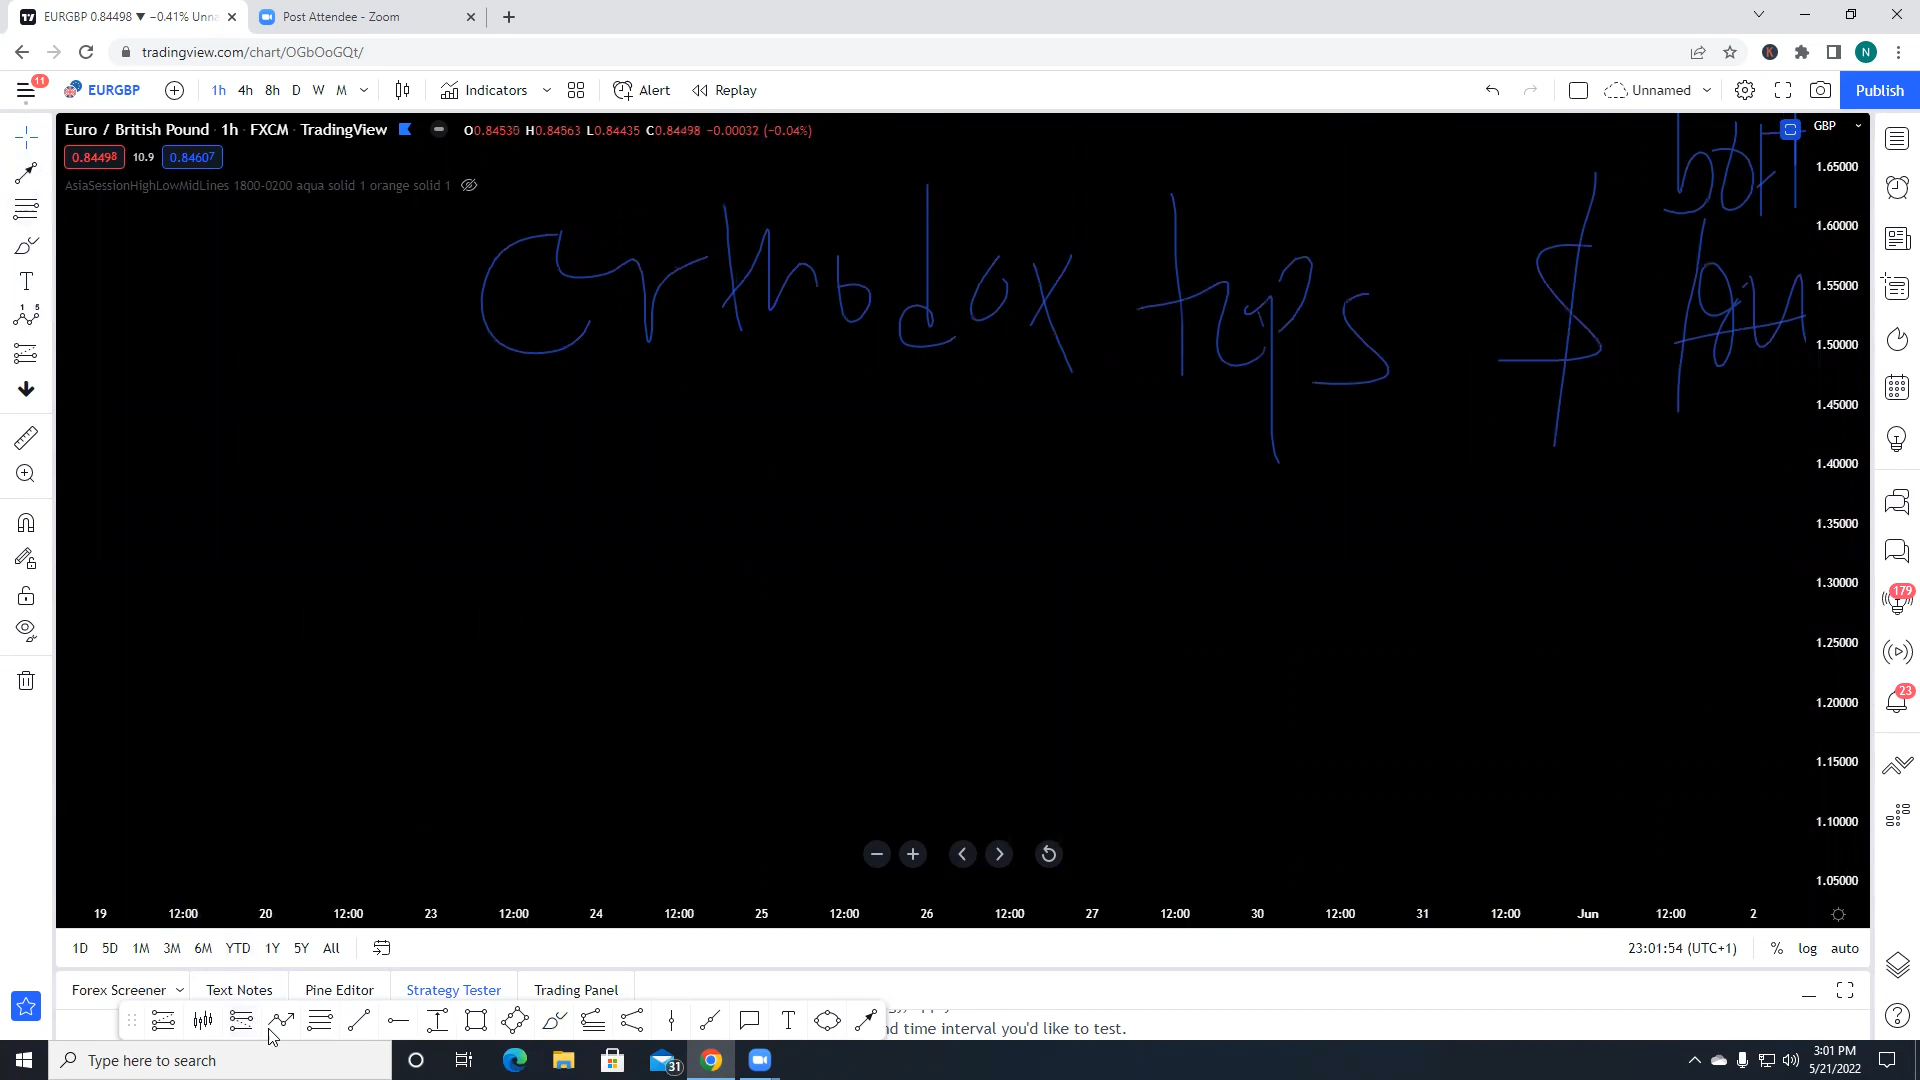 EURGBP 0.84498 ▼ −0.41% Unna
Post Attendee - Zoom
tradingview.com/chart/OGbOoGQt/
N
11
EURGBP
1h 4h 8h D W M
Indicators
Alert
Replay
Unnamed
Publish
Euro / British Pound · 1h · FXCM · TradingView
O0.84530 H0.84563 L0.84435 C0.84498 −0.00032 (−0.04%)
GBP
0.84498 10.9 0.84607
AsiaSessionHighLowMidLines 1800-0200 aqua solid 1 orange solid 1
Orthodox tops $
1.65000
1.60000
1.55000
1.50000
1.45000
1.40000
1.35000
1.30000
1.25000
1.20000
1.15000
1.10000
1.05000
179
23
19 12:00 20 12:00 23 12:00 24 12:00 25 12:00 26 12:00 27 12:00 30 12:00 31 12:00 Jun 12:00 2
1D 5D 1M 3M 6M YTD 1Y 5Y All
23:01:54 (UTC+1) % log auto
Forex Screener Text Notes Pine Editor Strategy Tester Trading Panel
nd time interval you'd like to test.
Type here to search
31
3:01 PM
5/21/2022